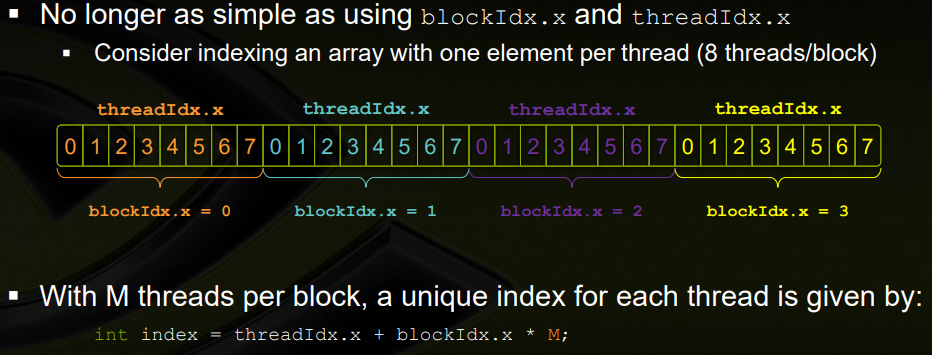 ▪ No longer as simple as using blockIdx.x and threadIdx.x
▪ Consider indexing an array with one element per thread (8 threads/block)
threadIdx.x threadIdx.x threadIdx.x threadIdx.x
0 1 2 3 4 5 6 7 0 1 2 3 4 5 6 7 0 1 2 3 4 5 6 7 0 1 2 3 4 5 6 7
blockIdx.x = 0 blockIdx.x = 1 blockIdx.x = 2 blockIdx.x = 3
▪ With M threads per block, a unique index for each thread is given by:
int index = threadIdx.x + blockIdx.x * M;